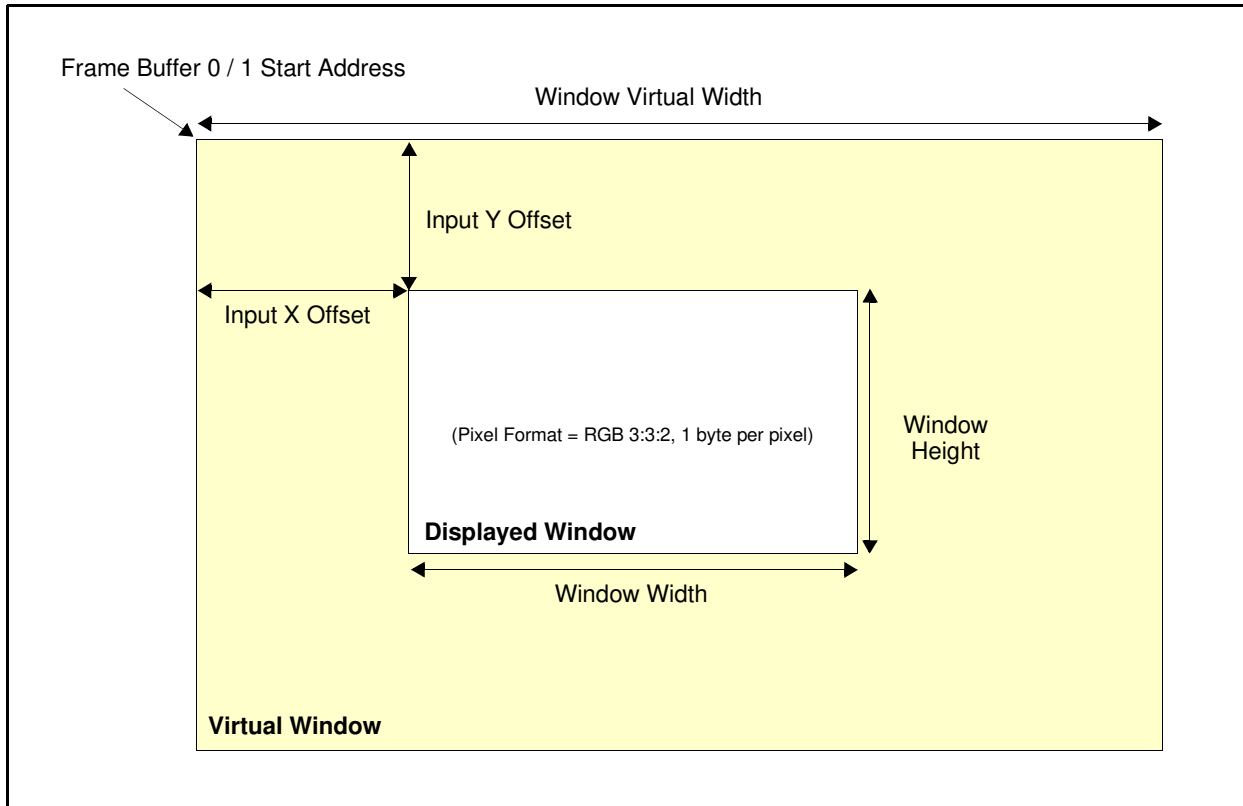 Frame Buffer 0 / 1 Start Address
Window Virtual Width
Input Y Offset
Input X Offset
(Pixel Format = RGB 3:3:2, 1 byte per pixel)
Window
Height
Displayed Window
Window Width
Virtual Window